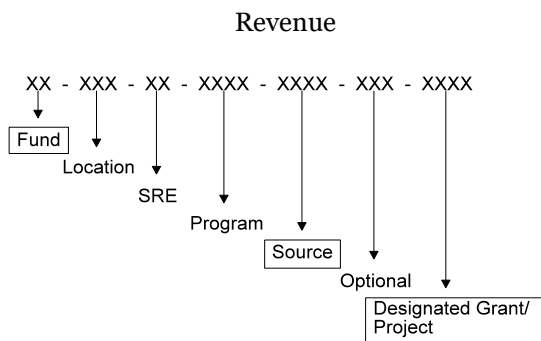 Revenue
XX - XXX - XX - XXXX - XXXX - XXX - XXXX
Fund
Location
SRE
Program
Source
Optional
Designated Grant/
Project